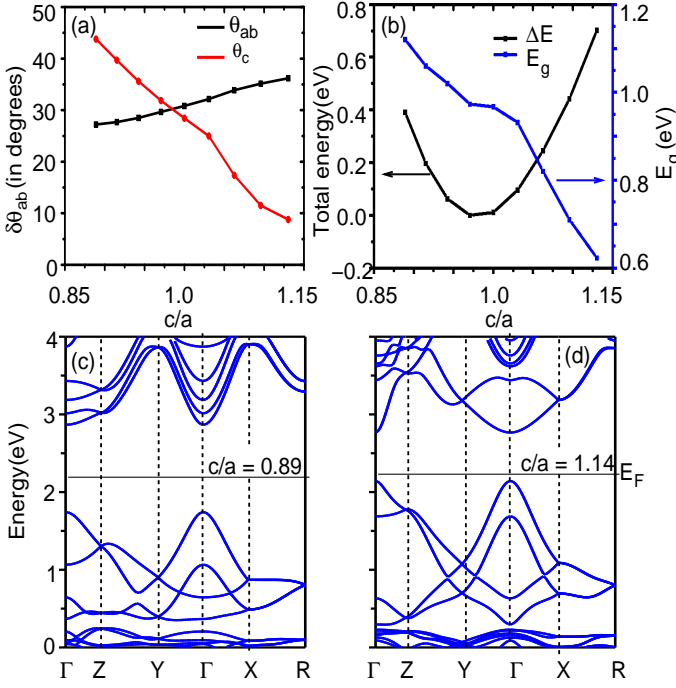 (a)
θab
θc
50
40
30
20
10
0
δθab (in degrees)
0.85
1.0
1.15
c/a
(b)
ΔE
Eg
0.8
0.6
0.4
0.2
0.0
−0.2
Total energy(eV)
1.2
1.0
0.8
0.6
Eg (eV)
0.85
1.0
1.15
c/a
(c)
c/a = 0.89
4
3
2
1
0
Energy(eV)
Γ Z Y Γ X R
(d)
c/a = 1.14
EF
Γ Z Y Γ X R